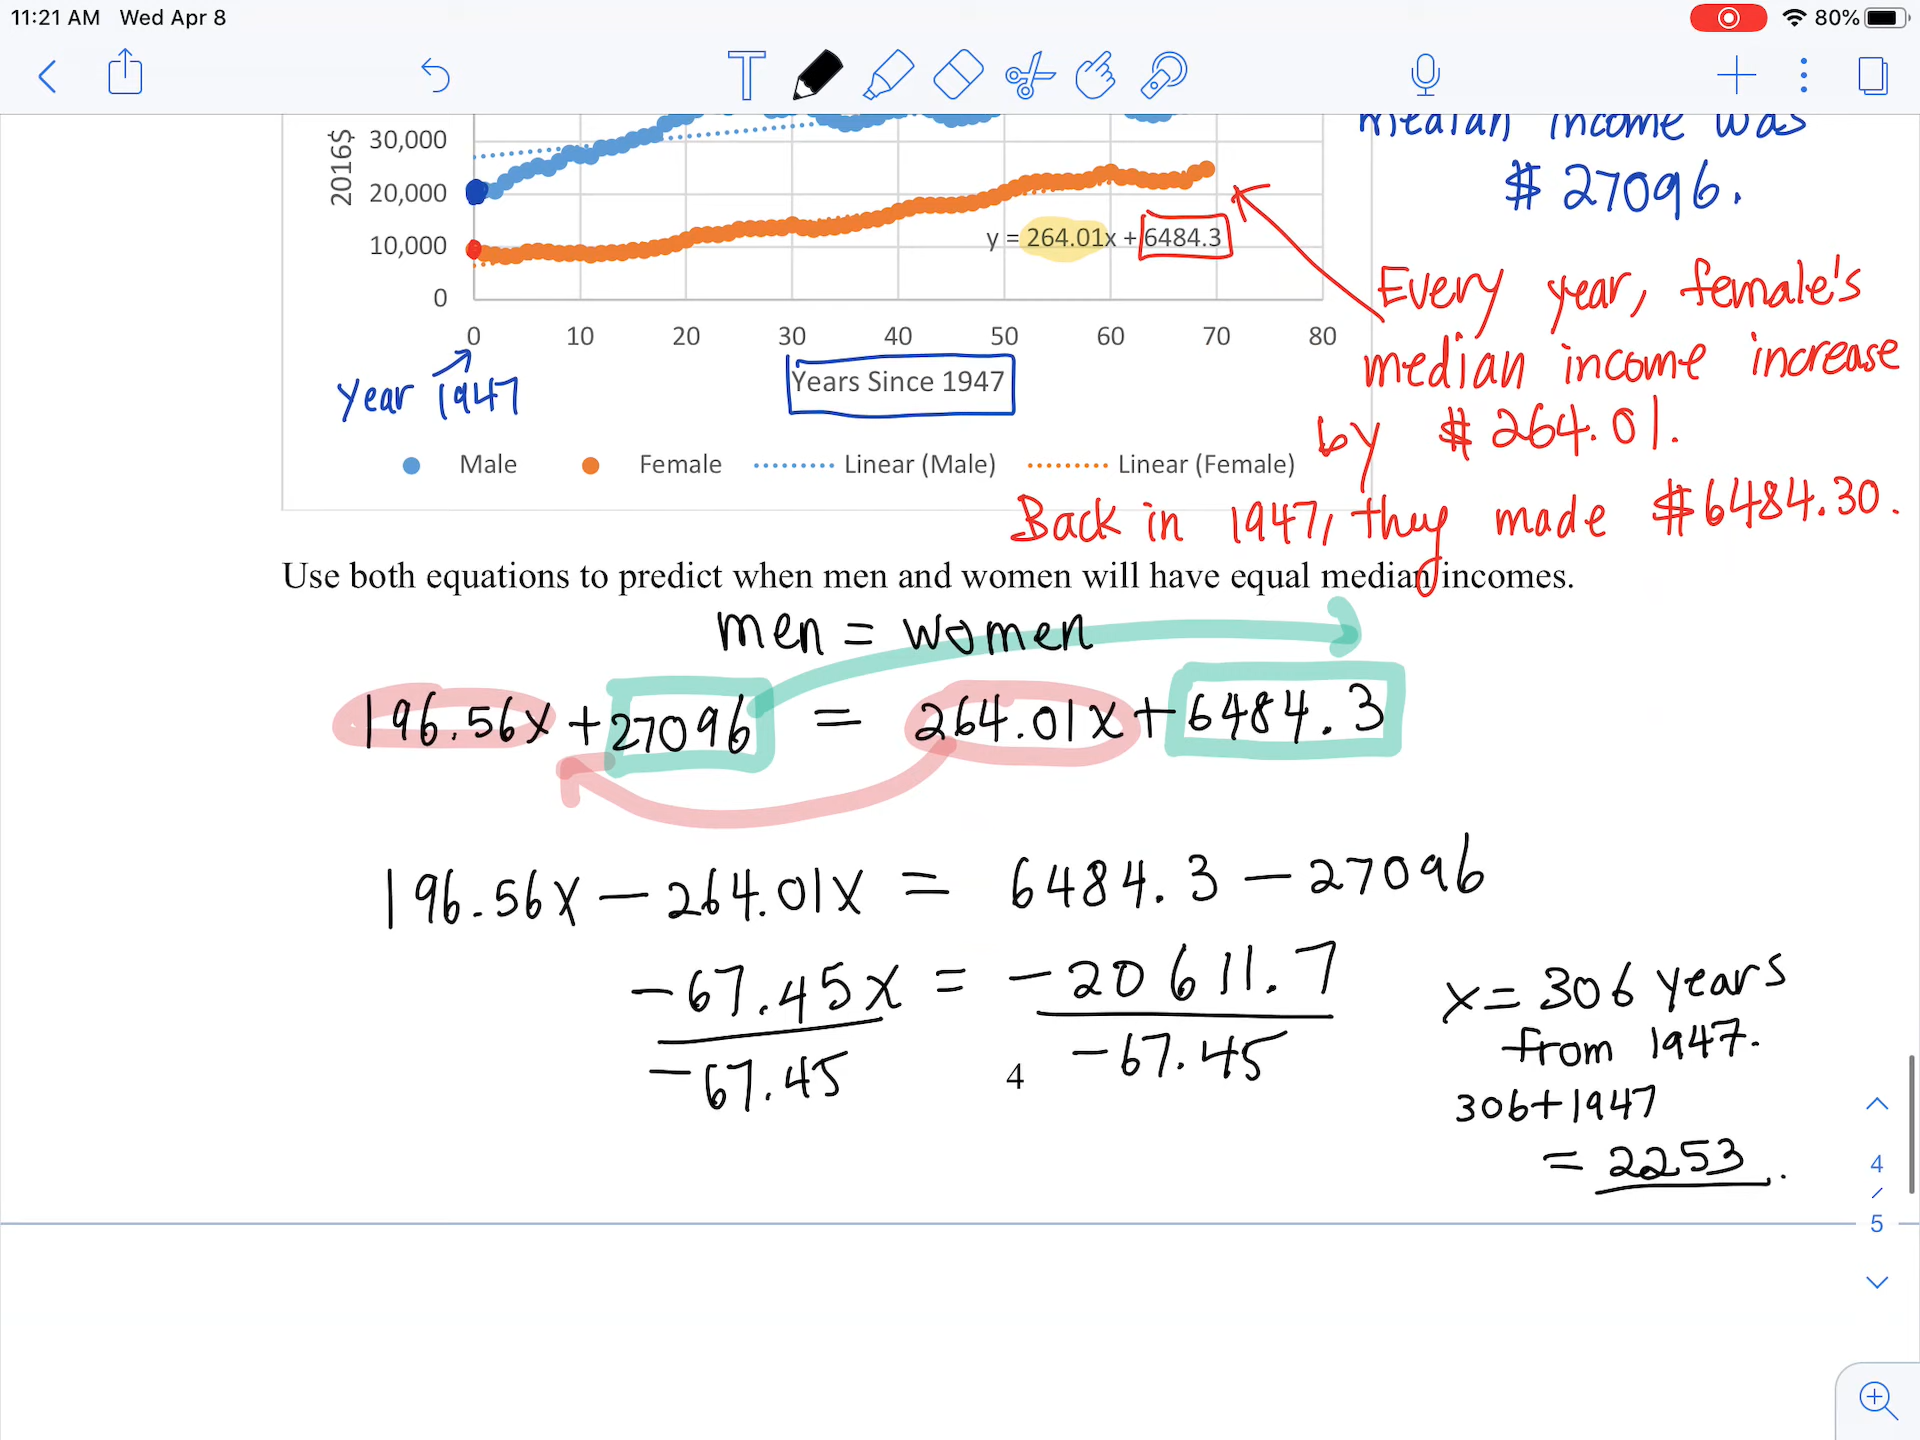 11:21 AM Wed Apr 8
80%
T
2016$
30,000
20,000
10,000
0
0 10 20 30 40 50 60 70 80
y = 264.01x + 6484.3
Years Since 1947
Year 1947
Male Female Linear (Male) Linear (Female)
median income was
$ 27096.
Every year, female's
median income increase
by $ 264.01.
Back in 1947, they made $6484.30.
Use both equations to predict when men and women will have equal median incomes.
men = women
196.56x + 27096 = 264.01x + 6484.3
196.56x - 264.01x = 6484.3 - 27096
-67.45x = -20611.7
-67.45 -67.45
4
x = 306 years
from 1947.
306+1947
= 2253.
4
/
5